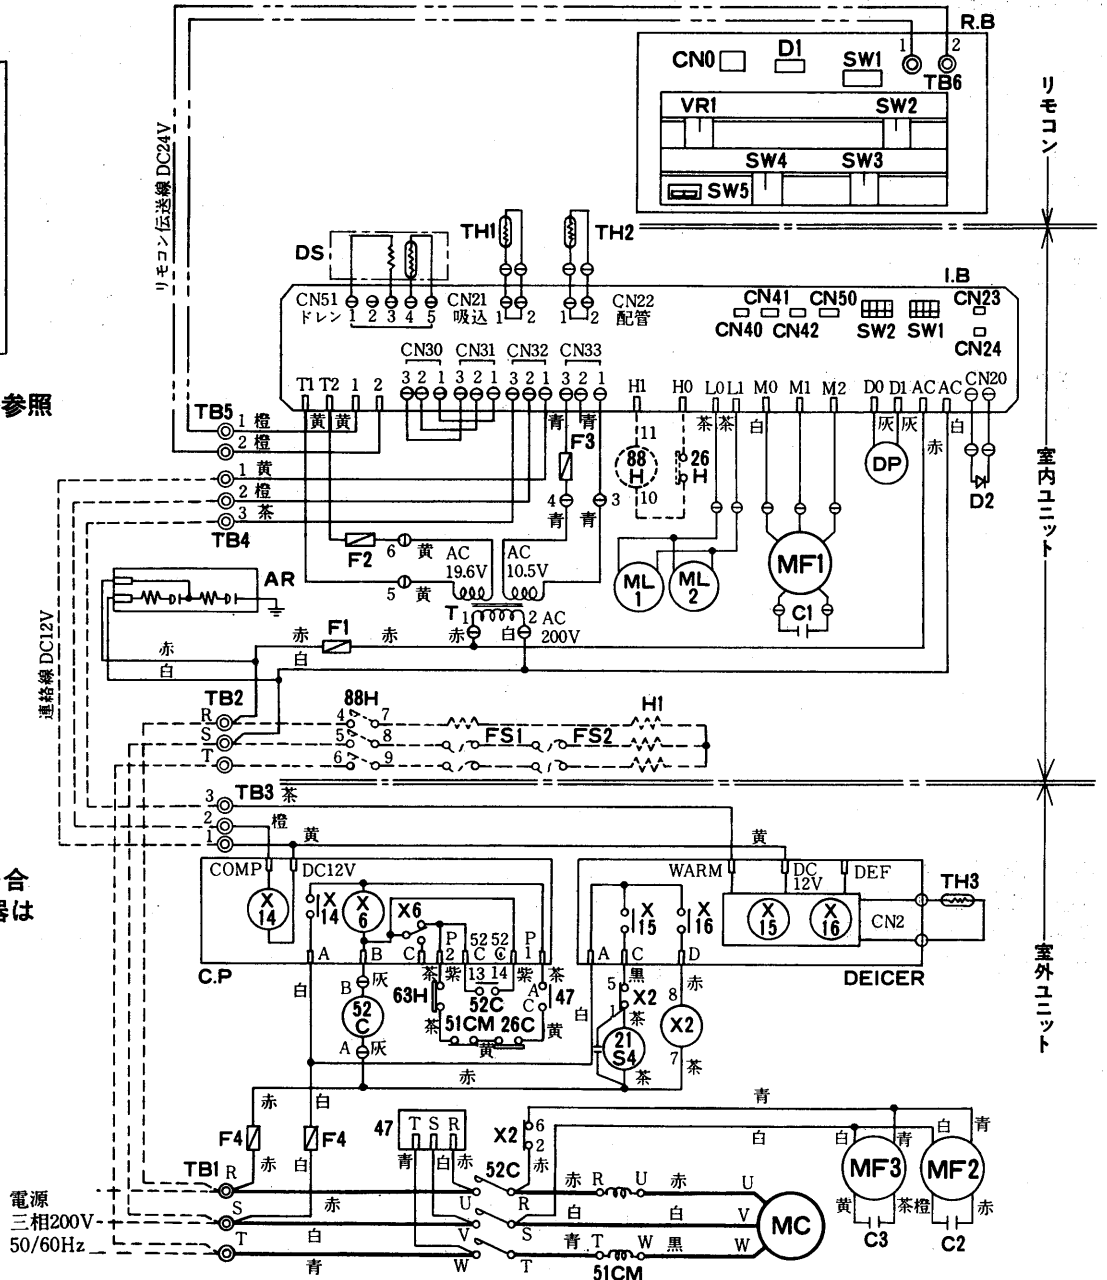 R.B
1 2
CN0 D1 SW1
TB6
VR1 SW2
SW4 SW3
SW5
リモコン
リモコン伝送線 DC24V
DS
TH1 TH2
I.B
CN51 CN21 CN22
ドレン 1 2 3 4 5 吸込 1 2 1 2 配管
CN41 CN50 CN23
CN40 CN42 SW2 SW1
CN24
CN30 CN31 CN32 CN33
3 2 1 3 2 1 3 2 1 3 2 1
T1 T2 1 2
H1 H0 L0 L1 M0 M1 M2 D0 D1 AC AC CN20
参照
TB5
1 橙 黄 黄
2 橙
青 青
茶 茶 白 灰 灰 赤 白
1 黄
2 橙
3 茶
TB4
F3
11
88
H
10
26
H
DP
D2
4 3
青 青
F2 6 黄
AC
19.6V
AC
10.5V
5 黄
T 1 2 AC
200V
赤 白
ML
1
ML
2
MF1
C1
室内ユニット
AR
F1
赤 赤 赤
白 白
連絡線 DC12V
TB2
R
S
T
88H
4 7
5 8
6 9
FS1 FS2
H1
3 TB3 茶
2 橙
1 黄 黄
合
器は
COMP DC12V
X
14
X
14
X
6
X6
A B C P
2
52
C
52
C
P
1
C.P
WARM DC
12V
DEF
X
15
X
16
CN2
TH3
X
15
X
16
A C D
DEICER
室外ユニット
白 B 灰
52
C
A 灰
茶 紫 13 14 紫 茶
63H 52C A
C 47
茶 51CM 26C 黄
黄
黒
5 X2
1 茶
白
21
S4
茶
赤
8
X2
7 茶
赤
赤 白
F4 F4
赤 白
47 T S R
青 白 赤
X2 6
2
赤
青
白
白 青 白 青
MF3 MF2
黄 茶 橙 赤
C3 C2
TB1 R
S
T
電源
三相200V
50/60Hz
赤
白
青
52C
U R
V S
W T
赤 R U 赤 U
白 白 V
青 T W 黒 W
51CM
MC